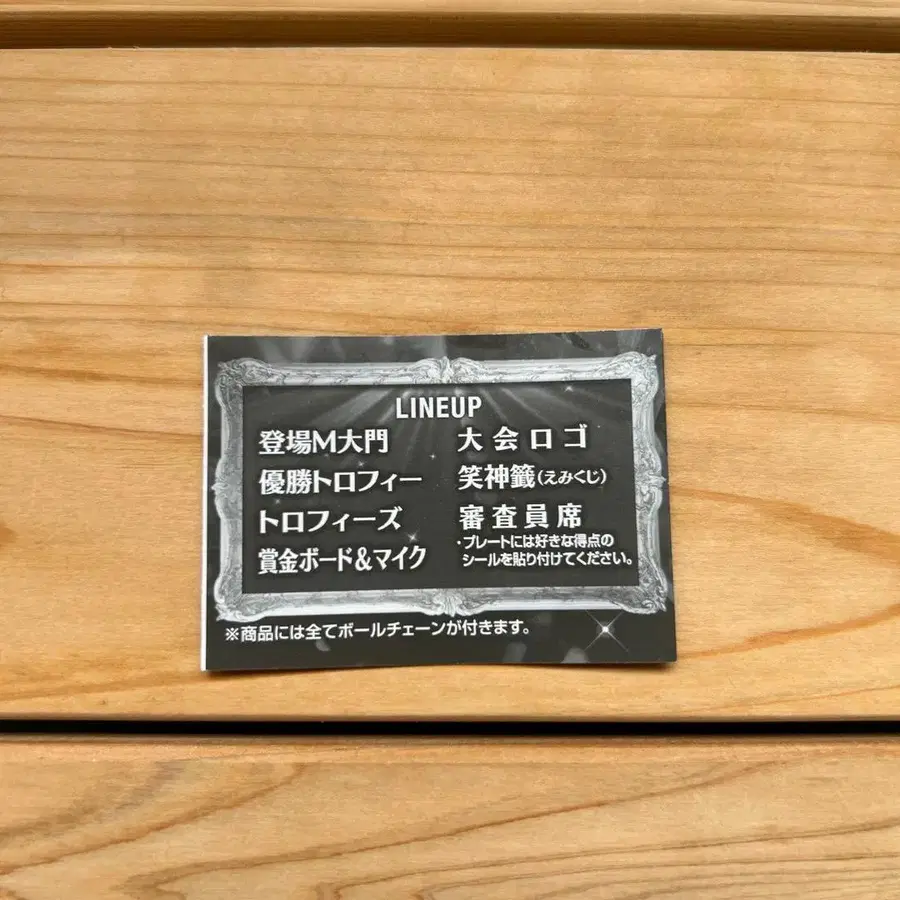 LINEUP
登場M大門
優勝トロフィー
トロフィーズ
賞金ボード&マイク
大会ロゴ
笑神籤(えみくじ)
審査員席
・プレートには好きな得点の
シールを貼り付けてください。
※商品には全てボールチェーンが付きます。